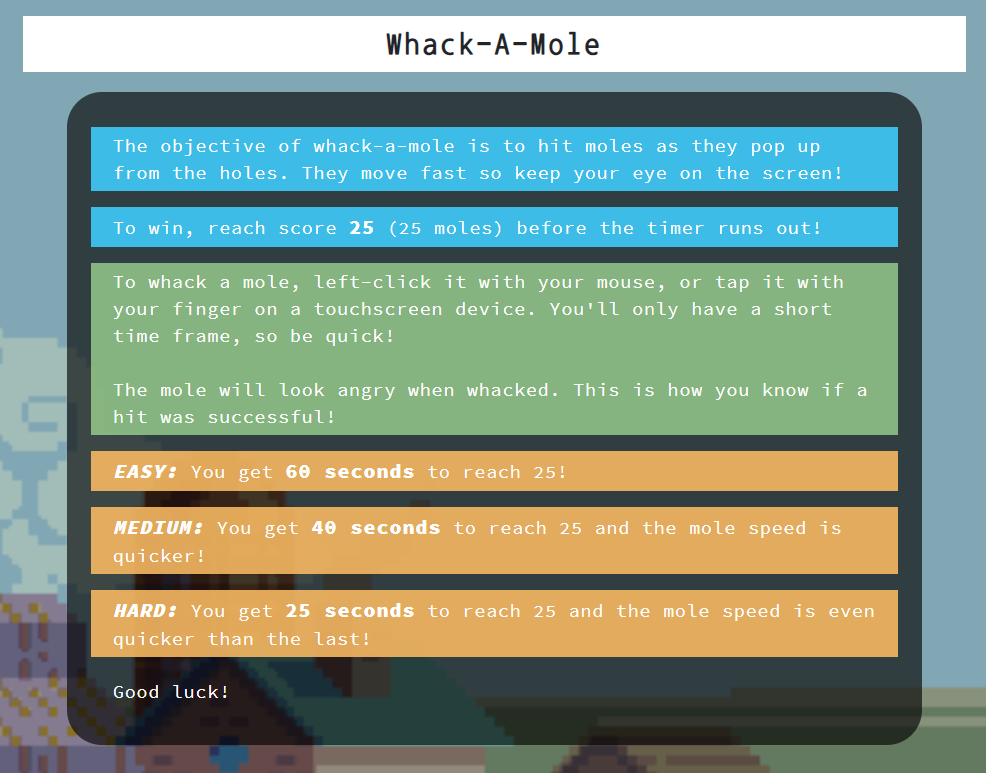 Whack-A-Mole
The objective of whack-a-mole is to hit moles as they pop up
from the holes. They move fast so keep your eye on the screen!
To win, reach score 25 (25 moles) before the timer runs out!
To whack a mole, left-click it with your mouse, or tap it with
your finger on a touchscreen device. You'll only have a short
time frame, so be quick!
The mole will look angry when whacked. This is how you know if a
hit was successful!
EASY: You get 60 seconds to reach 25!
MEDIUM: You get 40 seconds to reach 25 and the mole speed is
quicker!
HARD: You get 25 seconds to reach 25 and the mole speed is even
quicker than the last!
Good luck!